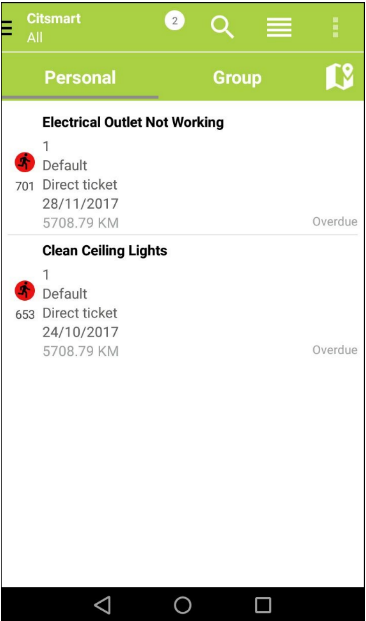 Citsmart
All
2
Personal
Group
Electrical Outlet Not Working
1
Default
701 Direct ticket
28/11/2017
5708.79 KM
Overdue
Clean Ceiling Lights
1
Default
653 Direct ticket
24/10/2017
5708.79 KM
Overdue